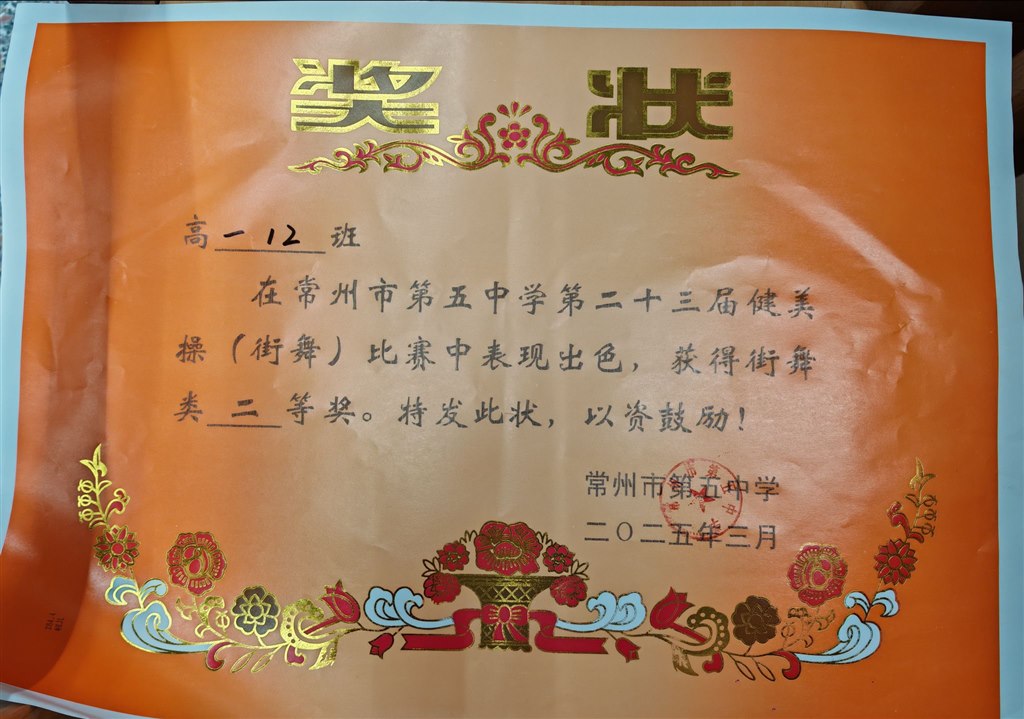 奖 状
高一12班
在常州市第五中学第二十三届健美
操（街舞）比赛中表现出色，获得街舞
类二等奖。特发此状，以资鼓励！
常州市第五中学
二〇二五年三月